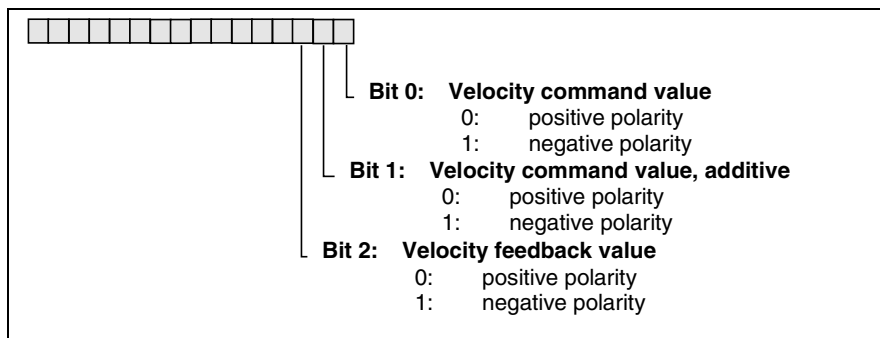 Bit 0: Velocity command value
0: positive polarity
1: negative polarity
Bit 1: Velocity command value, additive
0: positive polarity
1: negative polarity
Bit 2: Velocity feedback value
0: positive polarity
1: negative polarity